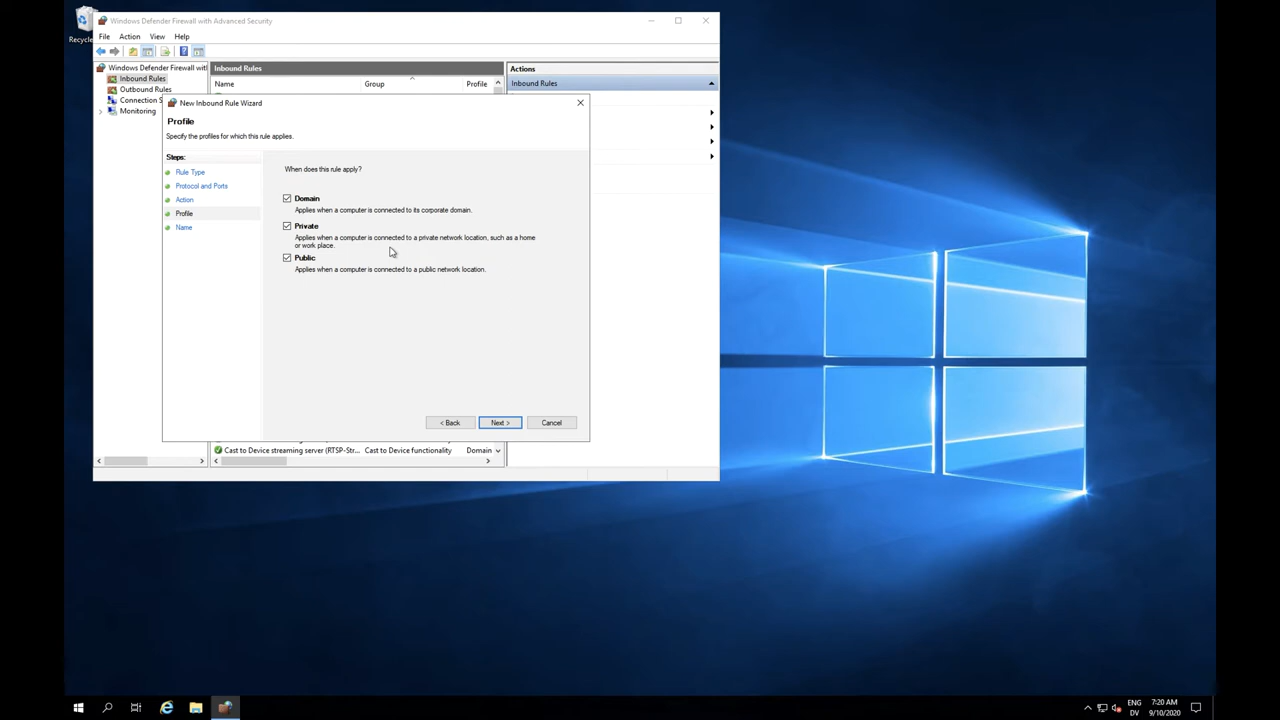 Recycle
Windows Defender Firewall with Advanced Security
File Action View Help
Windows Defender Firewall with
Inbound Rules
Outbound Rules
Connection S
Monitoring
Inbound Rules
Name Group Profile
Actions
Inbound Rules
New Inbound Rule Wizard
Profile
Specify the profiles for which this rule applies.
Steps:
Rule Type
Protocol and Ports
Action
Profile
Name
When does this rule apply?
Domain
Applies when a computer is connected to its corporate domain.
Private
Applies when a computer is connected to a private network location, such as a home
or work place.
Public
Applies when a computer is connected to a public network location.
< Back Next > Cancel
Cast to Device streaming server (RTSP-Str... Cast to Device functionality Domain
ENG
DV
7:20 AM
9/10/2020